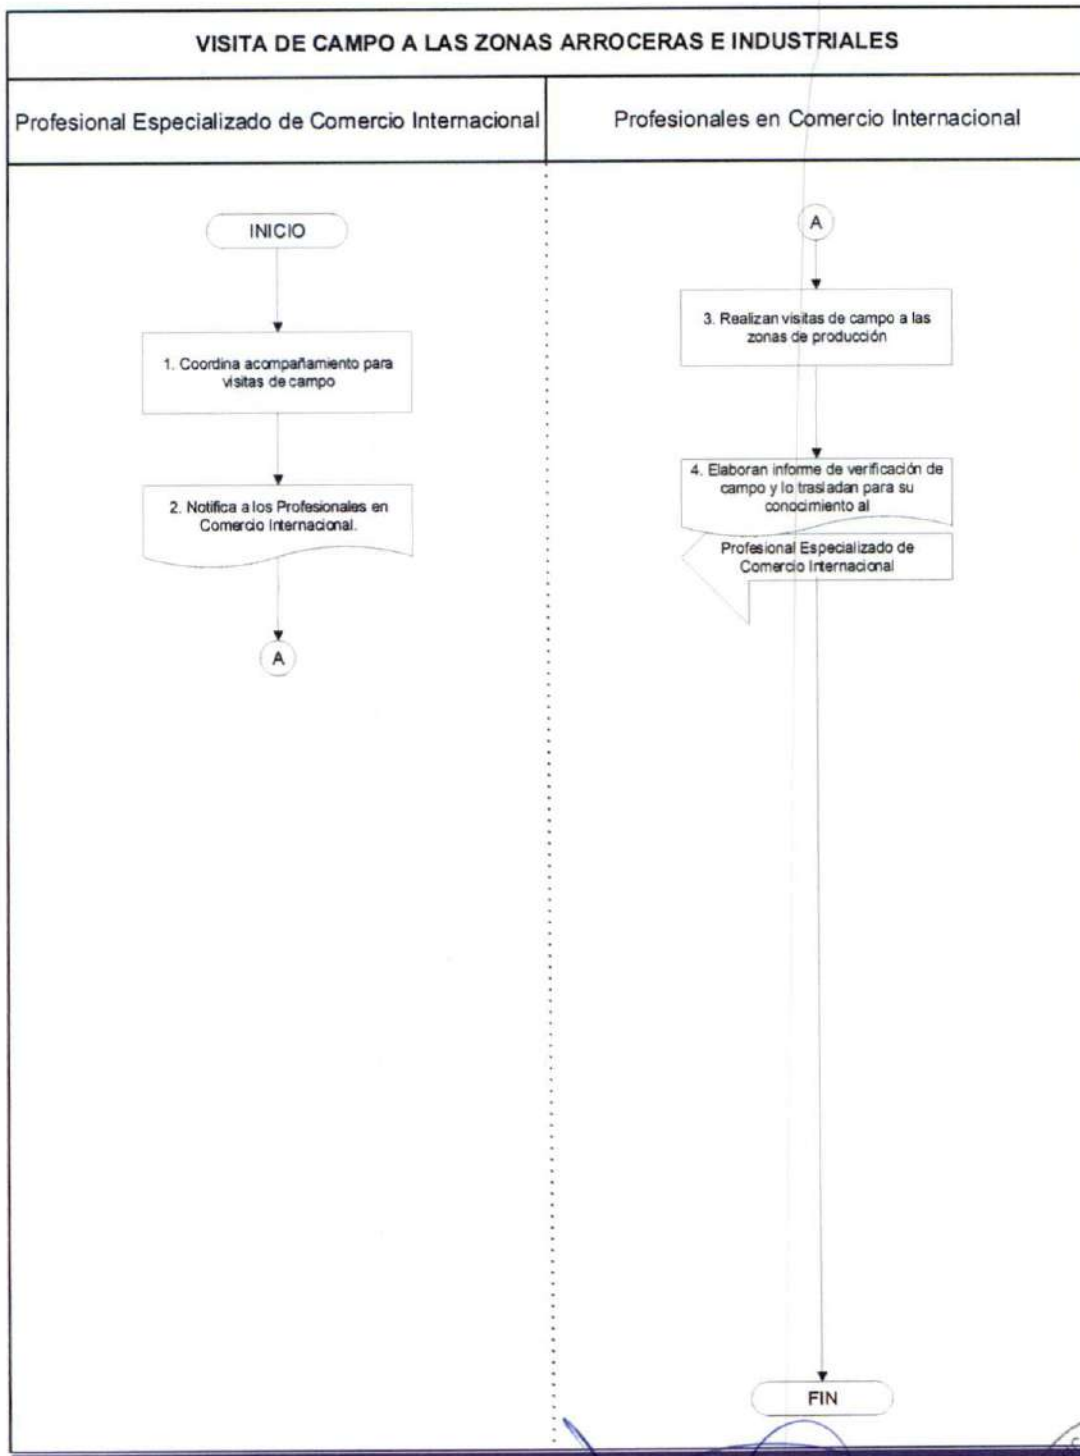 VISITA DE CAMPO A LAS ZONAS ARROCERAS E INDUSTRIALES
Profesional Especializado de Comercio Internacional
Profesionales en Comercio Internacional
INICIO
1. Coordina acompañamiento para
visitas de campo
2. Notifica a los Profesionales en
Comercio Internacional.
A
A
3. Realizan visitas de campo a las
zonas de producción
4. Elaboran informe de verificación de
campo y lo trasladan para su
conocimiento al
Profesional Especializado de
Comercio Internacional
FIN